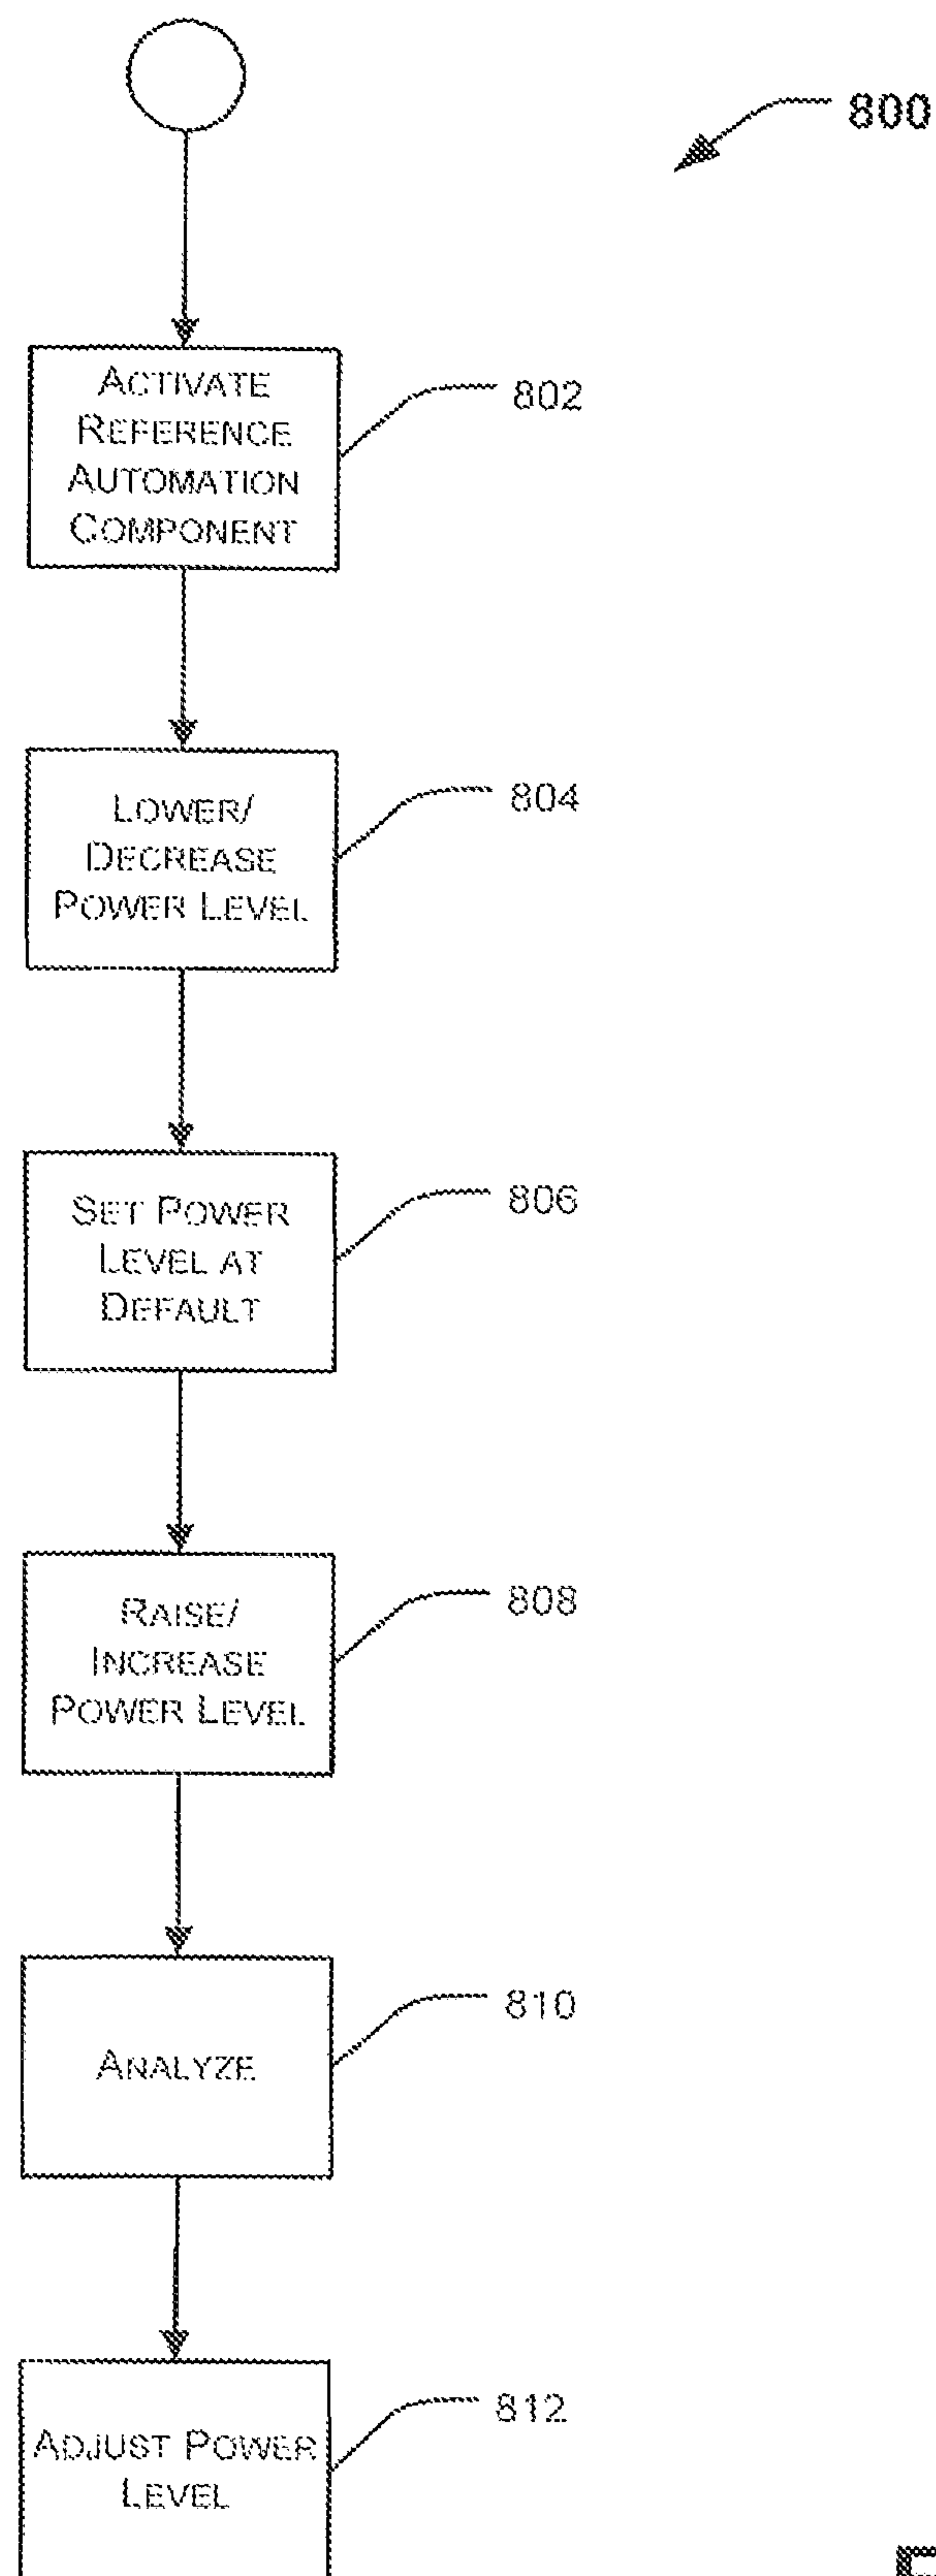 800
ACTIVATE
REFERENCE
AUTOMATION
COMPONENT
802
LOWER/
DECREASE
POWER LEVEL
804
SET POWER
LEVEL AT
DEFAULT
806
RAISE/
INCREASE
POWER LEVEL
808
ANALYZE
810
ADJUST POWER
LEVEL
812